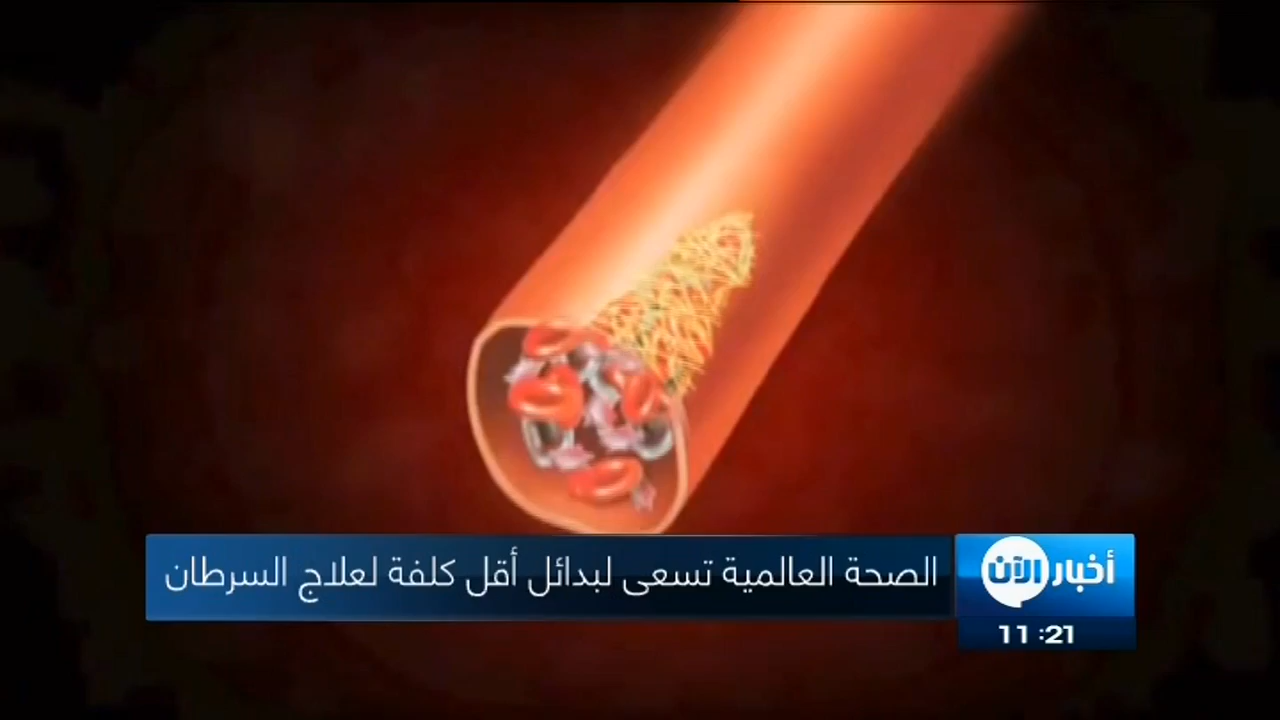 الصحة العالمية تسعى لبدائل أقل كلفة لعلاج السرطان
أخبار الآن
11:21